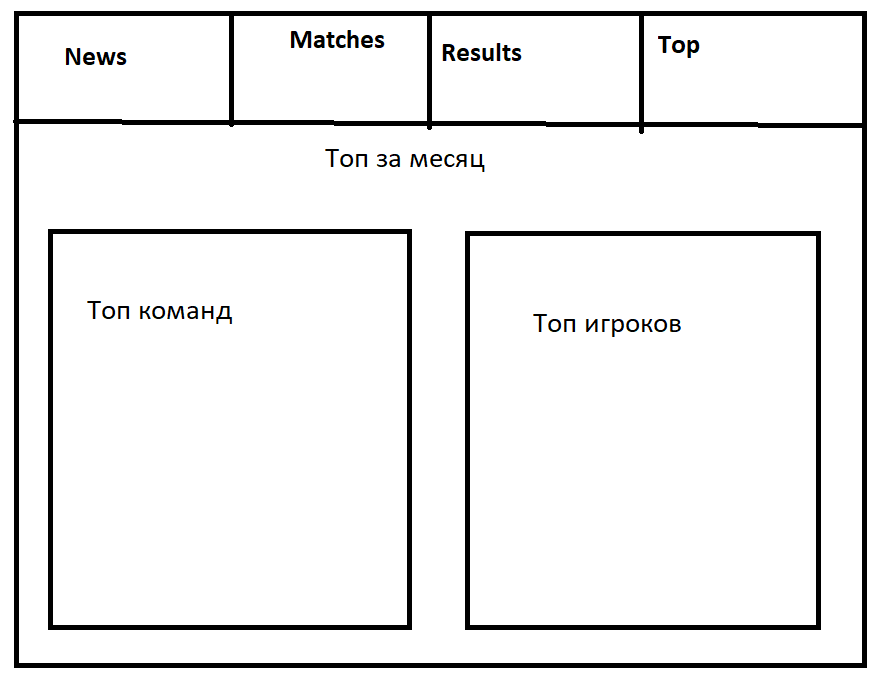 News
Matches
Results
Top
Топ за месяц
Топ команд
Топ игроков